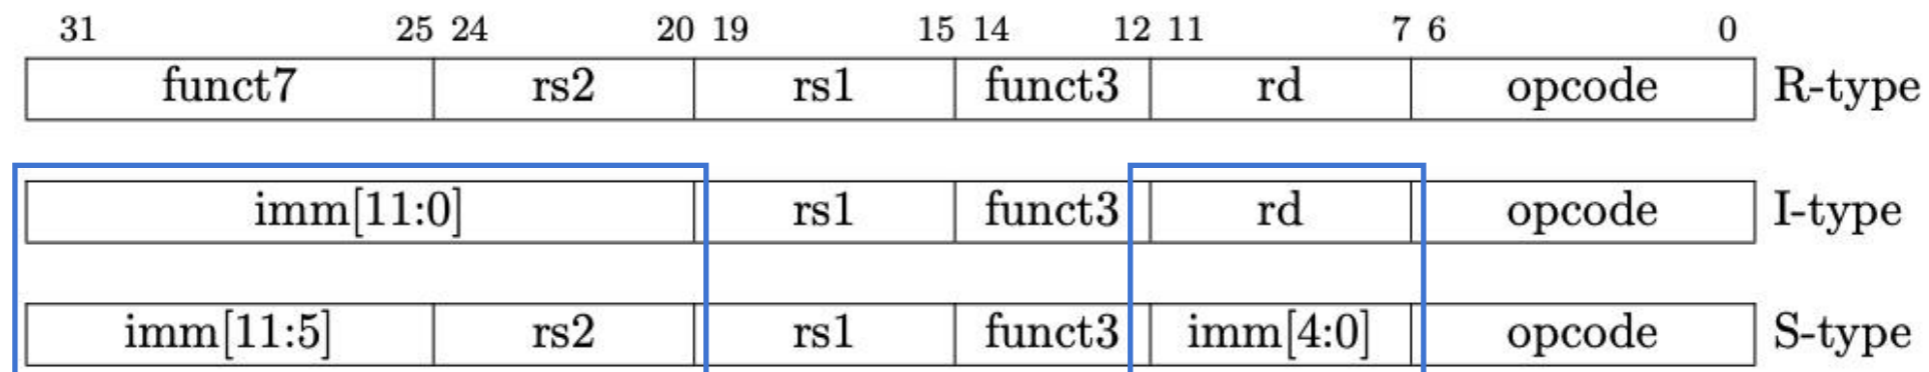 31 25 24 20 19 15 14 12 11 7 6 0
funct7 rs2 rs1 funct3 rd opcode R-type
imm[11:0] rs1 funct3 rd opcode I-type
imm[11:5] rs2 rs1 funct3 imm[4:0] opcode S-type